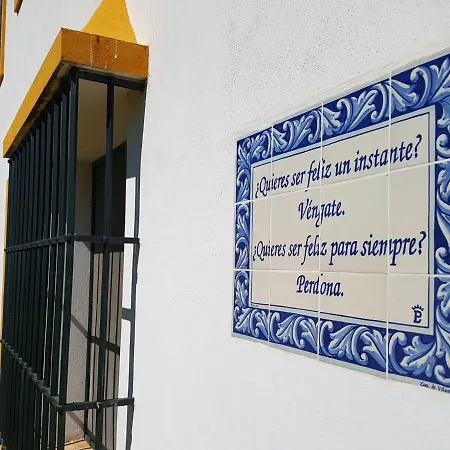 ¿Quieres ser feliz un instante?
Véngate.
¿Quieres ser feliz para siempre?
Perdona.